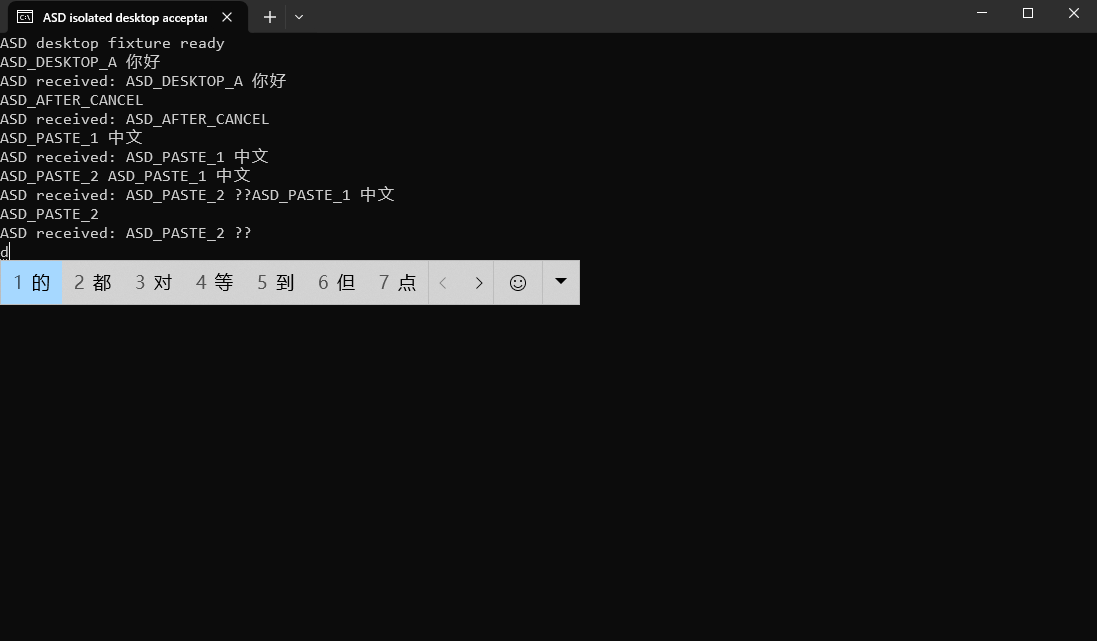 ASD isolated desktop acceptar
ASD desktop fixture ready
ASD_DESKTOP_A 你好
ASD received: ASD_DESKTOP_A 你好
ASD_AFTER_CANCEL
ASD received: ASD_AFTER_CANCEL
ASD_PASTE_1 中文
ASD received: ASD_PASTE_1 中文
ASD_PASTE_2 ASD_PASTE_1 中文
ASD received: ASD_PASTE_2 ??ASD_PASTE_1 中文
ASD_PASTE_2
ASD received: ASD_PASTE_2 ??
d
1 的 2 都 3 对 4 等 5 到 6 但 7 点